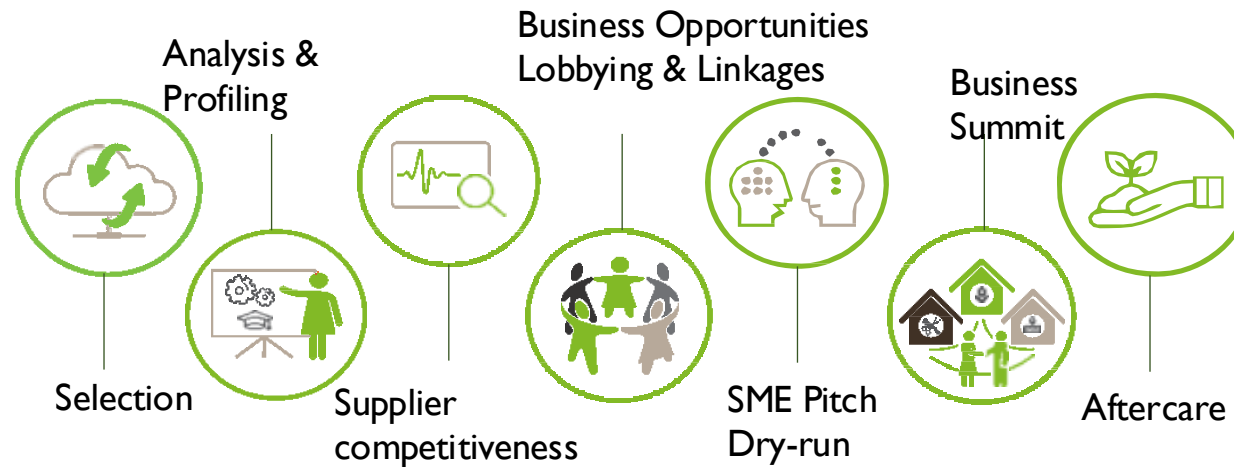 Analysis &
Profiling
Business Opportunities
Lobbying & Linkages
Business
Summit
Selection
Supplier
competitiveness
SME Pitch
Dry-run
Aftercare